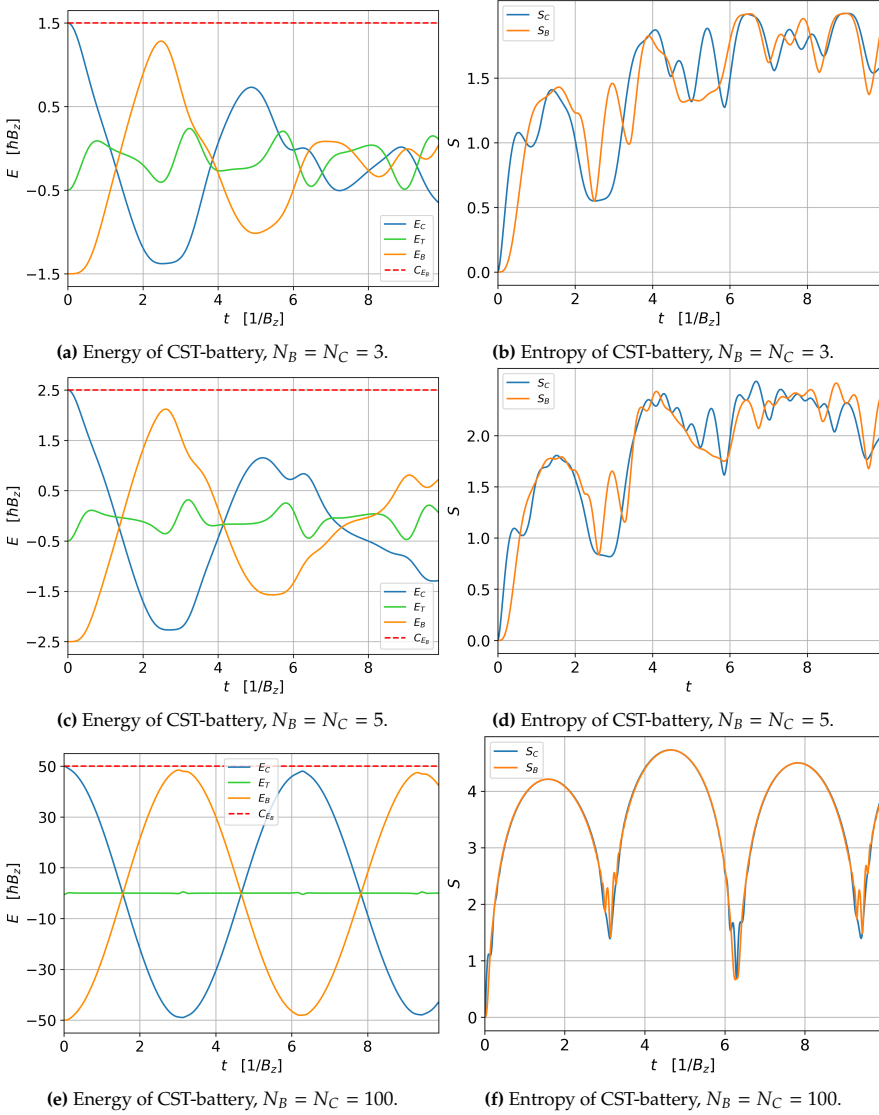 1.5
0.5
−0.5
−1.5
E [ħB_z]
0 2 4 6 8
t [1/B_z]
E_C
E_T
E_B
C_{E_B}
(a) Energy of CST-battery, N_B = N_C = 3.
S_C
S_B
1.5
1.0
0.5
0.0
S
0 2 4 6 8
t [1/B_z]
(b) Entropy of CST-battery, N_B = N_C = 3.
2.5
1.5
0.5
−0.5
−1.5
−2.5
E [ħB_z]
0 2 4 6 8
t [1/B_z]
E_C
E_T
E_B
C_{E_B}
(c) Energy of CST-battery, N_B = N_C = 5.
S_C
S_B
2.0
1.5
1.0
0.5
0.0
S
0 2 4 6 8
t
(d) Entropy of CST-battery, N_B = N_C = 5.
50
30
10
−10
−30
−50
E [ħB_z]
0 2 4 6 8
t [1/B_z]
E_C
E_T
E_B
C_{E_B}
(e) Energy of CST-battery, N_B = N_C = 100.
S_C
S_B
4
3
2
1
0
S
0 2 4 6 8
t [1/B_z]
(f) Entropy of CST-battery, N_B = N_C = 100.